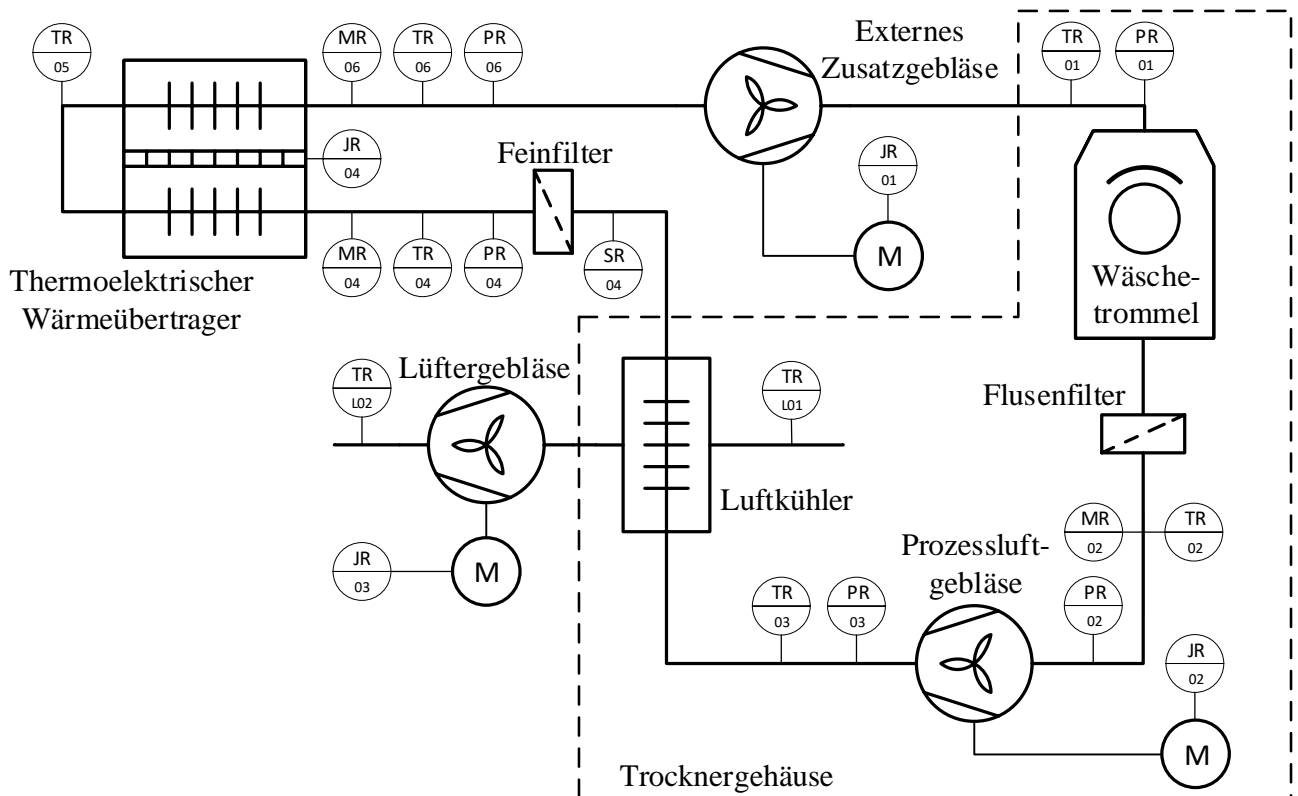 TR
05
MR
06
TR
06
PR
06
Externes
Zusatzgebläse
TR
01
PR
01
JR
04
Feinfilter
JR
01
M
MR
04
TR
04
PR
04
SR
04
Thermoelektrischer
Wärmeübertrager
Wäsche-
trommel
Lüftergebläse
TR
L02
TR
L01
Flusenfilter
Luftkühler
MR
02
TR
02
JR
03
M
Prozessluft-
gebläse
TR
03
PR
03
PR
02
JR
02
M
Trocknergehäuse